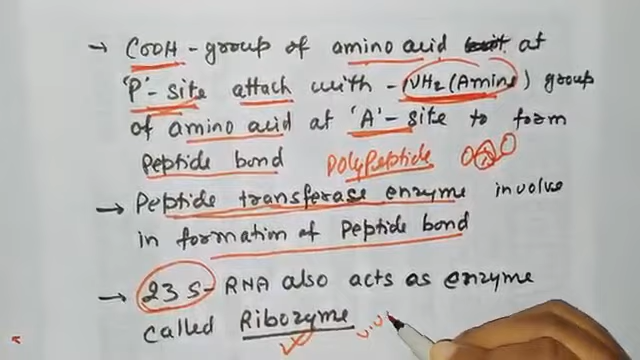 → COOH - group of amino acid at
'P'- site attach with - NH2 (Amine) group
of amino acid at 'A' - site to form
Peptide bond Polypeptide
→ Peptide transferase enzyme involve
in formation of Peptide bond
→ 23 S- RNA also acts as enzyme
called Ribozyme v.v